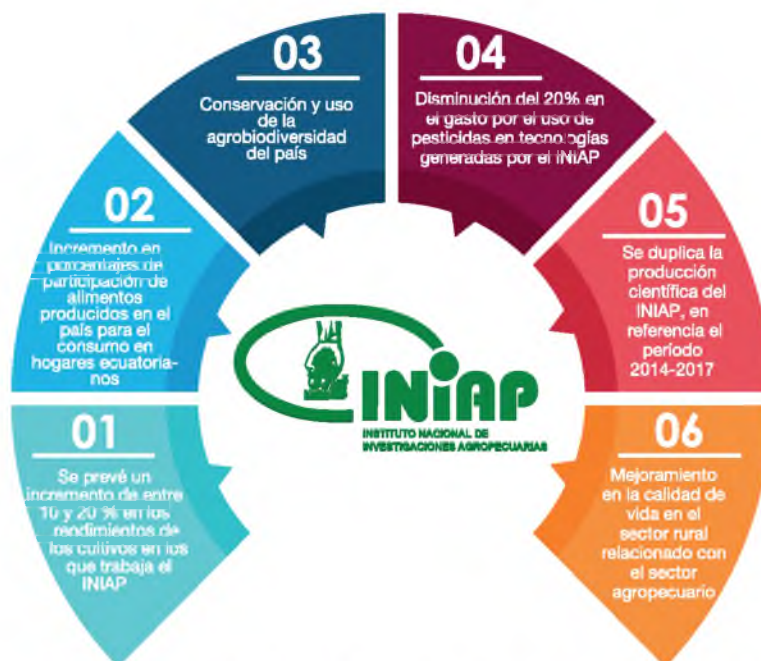 01
Se prevé un
incremento de entre
10 y 20 % en los
rendimientos de
los cultivos en los
que trabaja el
INIAP
02
Incremento en
porcentajes de
participación de
alimentos
producidos en el
país para el
consumo en
hogares ecuatoria-
nos
03
Conservación y uso
de la
agrobiodiversidad
del país
04
Disminución del 20% en
el gasto por el uso de
pesticidas en tecnologías
generadas por el INIAP
05
Se duplica la
producción
científica del
INIAP, en
referencia el
período
2014-2017
06
Mejoramiento
en la calidad de
vida en el
sector rural
relacionado con
el sector
agropecuario
INIAP
INSTITUTO NACIONAL DE
INVESTIGACIONES AGROPECUARIAS